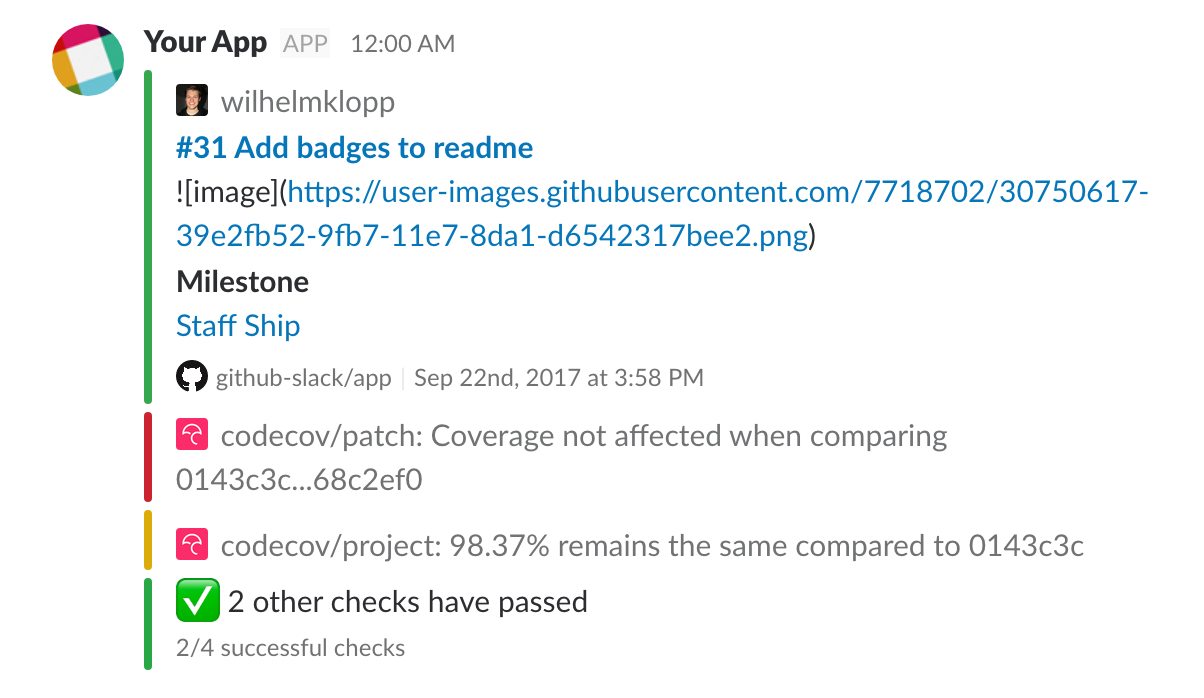 Your App APP 12:00 AM
wilhelmklopp
#31 Add badges to readme
![image](https://user-images.githubusercontent.com/7718702/30750617-
39e2fb52-9fb7-11e7-8da1-d6542317bee2.png)
Milestone
Staff Ship
github-slack/app Sep 22nd, 2017 at 3:58 PM
codecov/patch: Coverage not affected when comparing
0143c3c...68c2ef0
codecov/project: 98.37% remains the same compared to 0143c3c
2 other checks have passed
2/4 successful checks